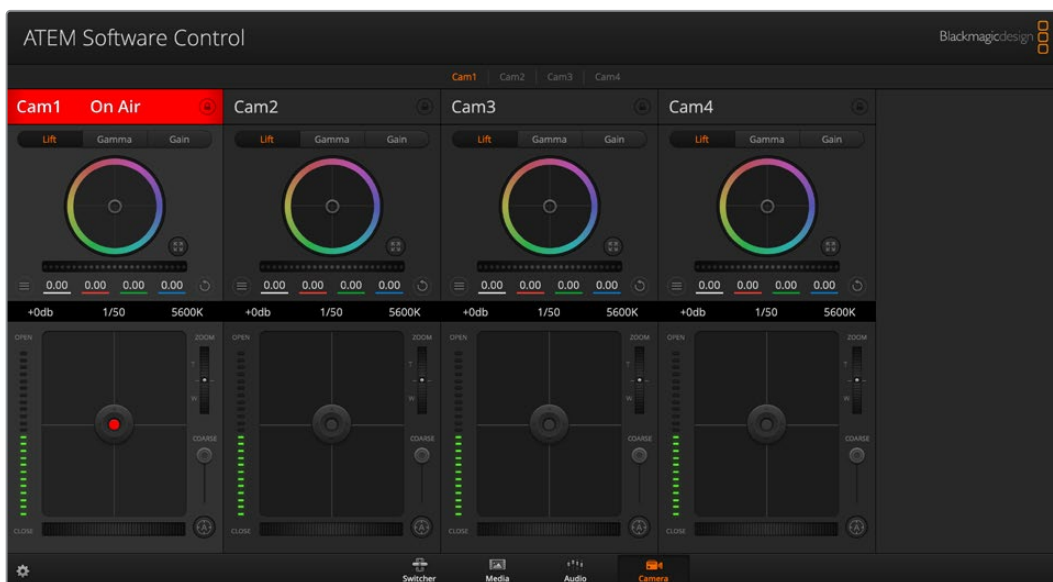 ATEM Software Control
Blackmagicdesign
Cam1 Cam2 Cam3 Cam4
Cam1 On Air Cam2 Cam3 Cam4
Lift Gamma Gain Lift Gamma Gain Lift Gamma Gain Lift Gamma Gain
0.00 0.00 0.00 0.00 0.00 0.00 0.00 0.00 0.00 0.00 0.00 0.00 0.00 0.00 0.00 0.00
+0db 1/50 5600K +0db 1/50 5600K +0db 1/50 5600K +0db 1/50 5600K
OPEN ZOOM OPEN ZOOM OPEN ZOOM OPEN ZOOM
T T T T
W W W W
COARSE COARSE COARSE COARSE
CLOSE A CLOSE A CLOSE A CLOSE A
Switcher Media Audio Camera